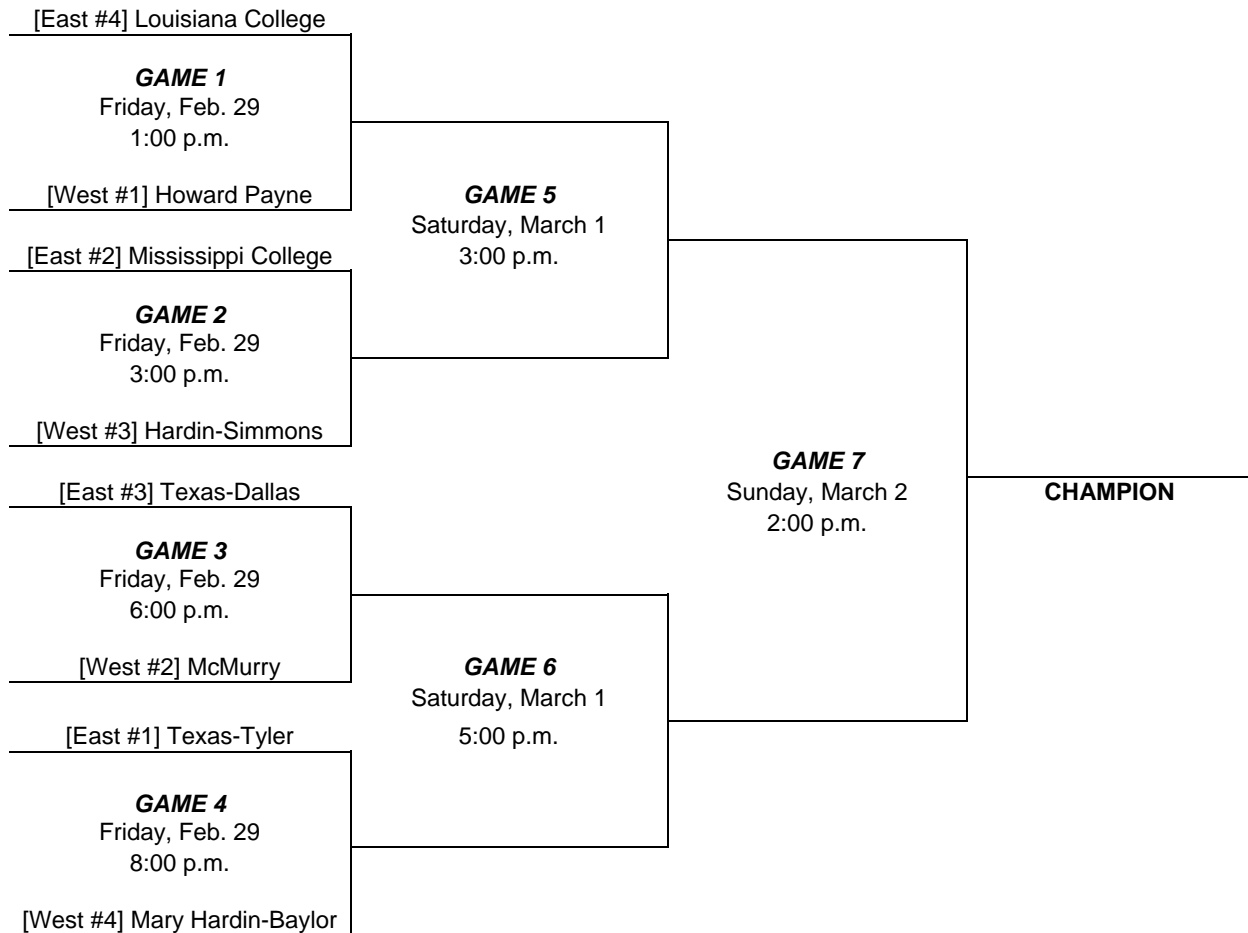 [East #4] Louisiana College
GAME 1
Friday, Feb. 29
1:00 p.m.
[West #1] Howard Payne
[East #2] Mississippi College
GAME 2
Friday, Feb. 29
3:00 p.m.
[West #3] Hardin-Simmons
[East #3] Texas-Dallas
GAME 3
Friday, Feb. 29
6:00 p.m.
[West #2] McMurry
[East #1] Texas-Tyler
GAME 4
Friday, Feb. 29
8:00 p.m.
[West #4] Mary Hardin-Baylor
GAME 5
Saturday, March 1
3:00 p.m.
GAME 6
Saturday, March 1
5:00 p.m.
GAME 7
Sunday, March 2
2:00 p.m.
CHAMPION